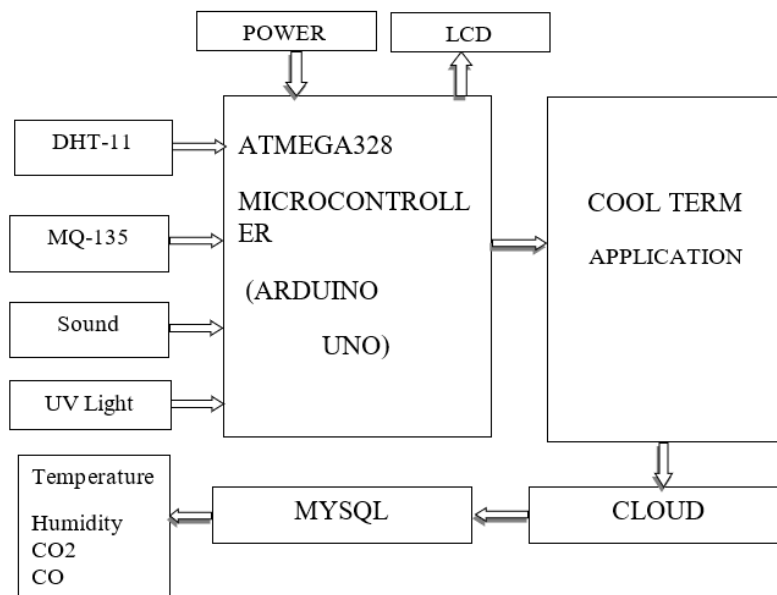 POWER
LCD
DHT-11
MQ-135
Sound
UV Light
ATMEGA328
MICROCONTROLL
ER
(ARDUINO
UNO)
COOL TERM
APPLICATION
CLOUD
MYSQL
Temperature
Humidity
CO2
CO